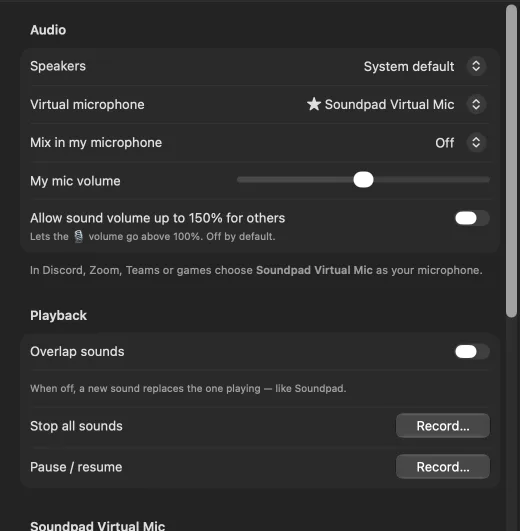 Audio
Speakers
System default
Virtual microphone
★ Soundpad Virtual Mic
Mix in my microphone
Off
My mic volume
Allow sound volume up to 150% for others
Lets the 🎙️ volume go above 100%. Off by default.
In Discord, Zoom, Teams or games choose Soundpad Virtual Mic as your microphone.
Playback
Overlap sounds
When off, a new sound replaces the one playing — like Soundpad.
Stop all sounds
Record...
Pause / resume
Record...
Soundpad Virtual Mic